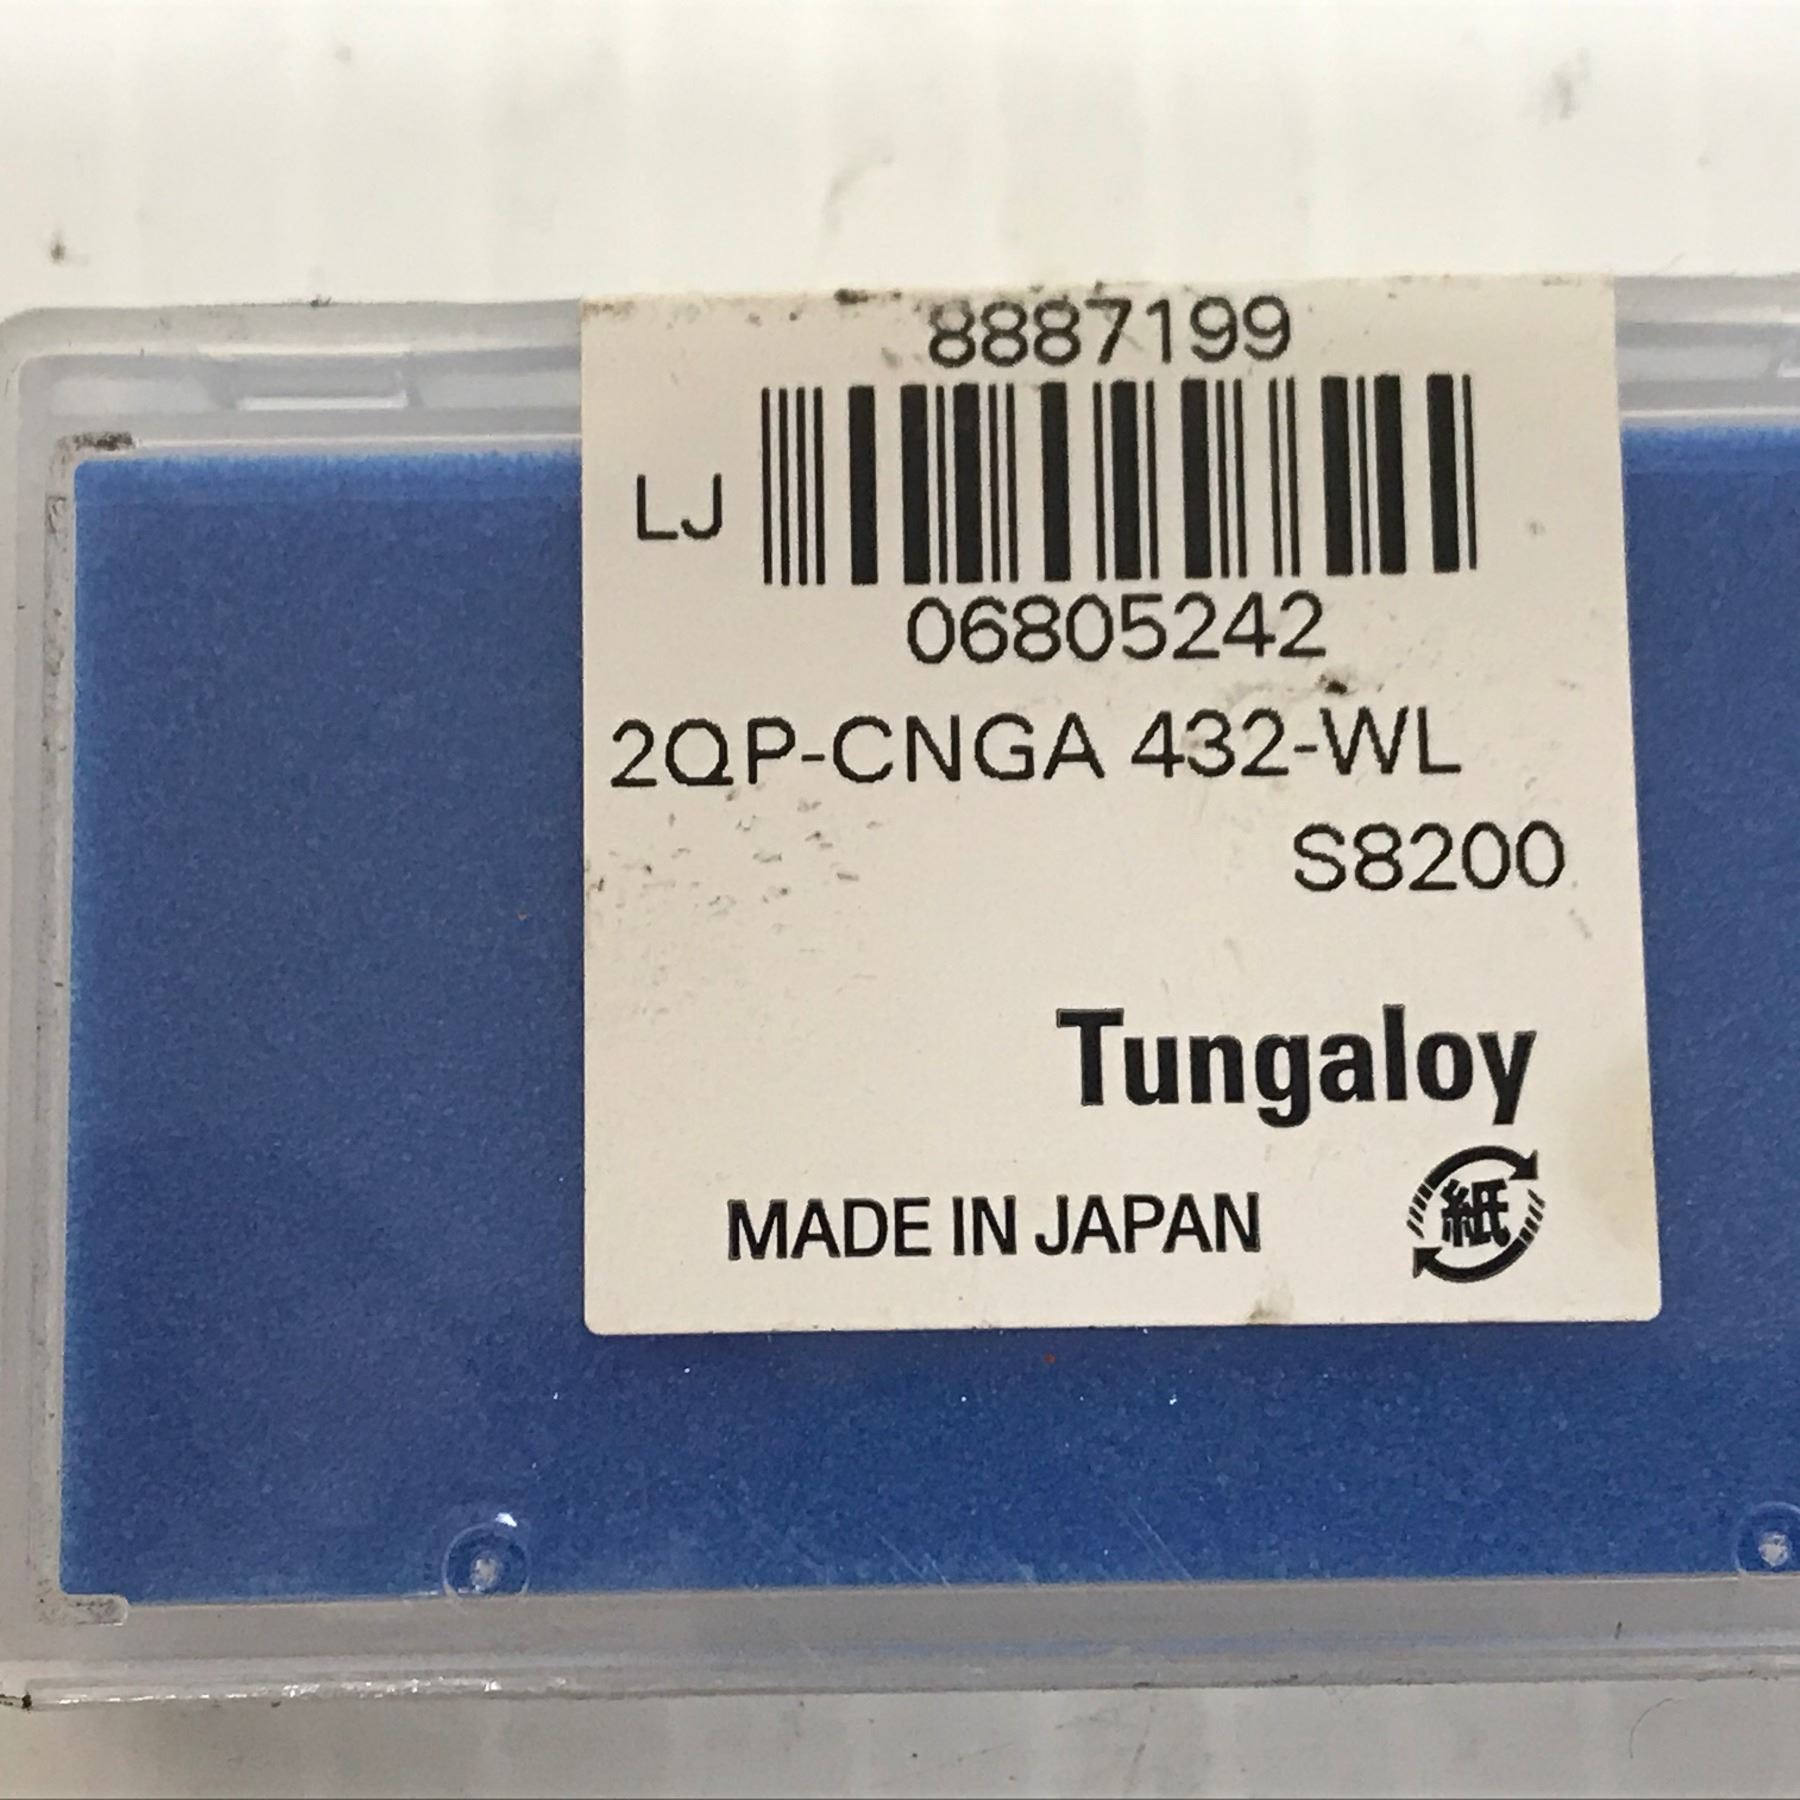 8887199
LJ
06805242
2QP-CNGA 432-WL
S8200
Tungaloy
MADE IN JAPAN
紙